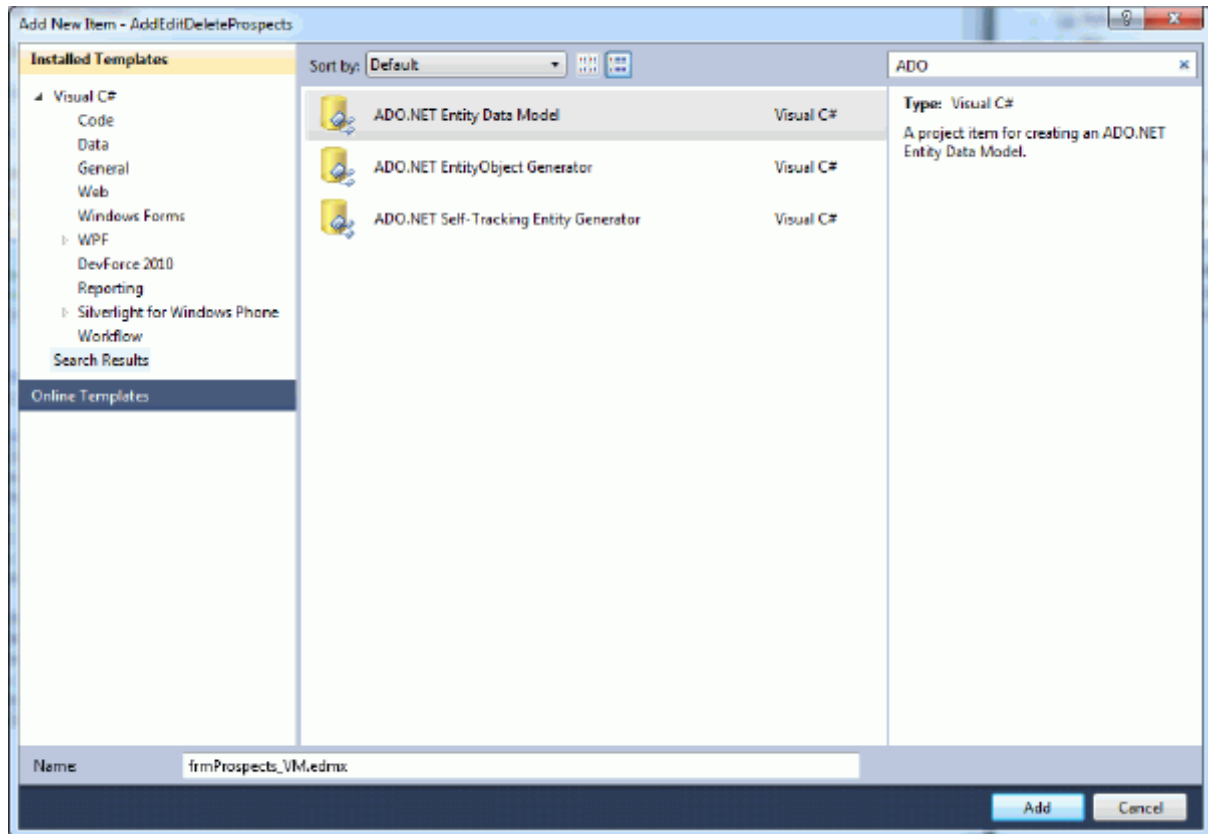 Add New Item - AddEditDeleteProspects
Installed Templates
Sort by: Default
ADO
Visual C#
Code
Data
General
Web
Windows Forms
WPF
DevForce 2010
Reporting
Silverlight for Windows Phone
Workflow
Search Results
Online Templates
ADO.NET Entity Data Model Visual C#
ADO.NET EntityObject Generator Visual C#
ADO.NET Self-Tracking Entity Generator Visual C#
Type: Visual C#
A project item for creating an ADO.NET
Entity Data Model.
Name: frmProspects_VM.edmx
Add Cancel